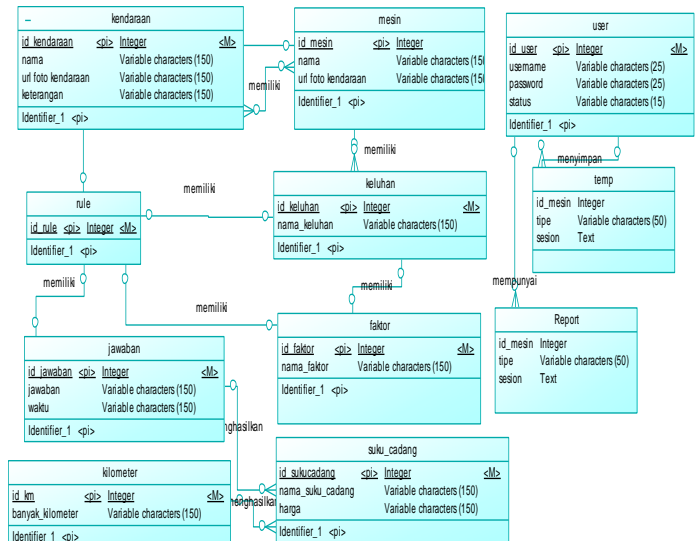 kendaraan
id_kendaraan <pi> Integer <M>
nama Variable characters (150)
url foto kendaraan Variable characters (150)
keterangan Variable characters (150)
Identifier_1 <pi>
mesin
id_mesin <pi> Integer
nama Variable characters (15
url foto kendaraan Variable characters (15
Identifier_1 <pi>
memiliki
user
id_user <pi> Integer <M>
username Variable characters (25)
password Variable characters (25)
status Variable characters (15)
Identifier_1 <pi>
memiliki
menyimpan
temp
id_mesin Integer
tipe Variable characters (50)
sesion Text
memiliki
keluhan
id_keluhan <pi> Integer <M>
nama_keluhan Variable characters (150)
Identifier_1 <pi>
rule
id_rule <pi> Integer <M>
Identifier_1 <pi>
memiliki
memiliki
mempunyai
memiliki
Report
id_mesin Integer
tipe Variable characters (50)
sesion Text
faktor
id_faktor <pi> Integer <M>
nama_faktor Variable characters (150)
Identifier_1 <pi>
jawaban
id_jawaban <pi> Integer <M>
jawaban Variable characters (150)
waktu Variable characters (150)
Identifier_1 <pi>
nghasilkan
suku_cadang
id_sukucadang <pi> Integer <M>
nama_suku_cadang Variable characters (150)
harga Variable characters (150)
Identifier_1 <pi>
kilometer
id_km <pi> Integer <M>
banyak_kilometer Variable characters (150)
Identifier_1 <pi>
menghasilkan